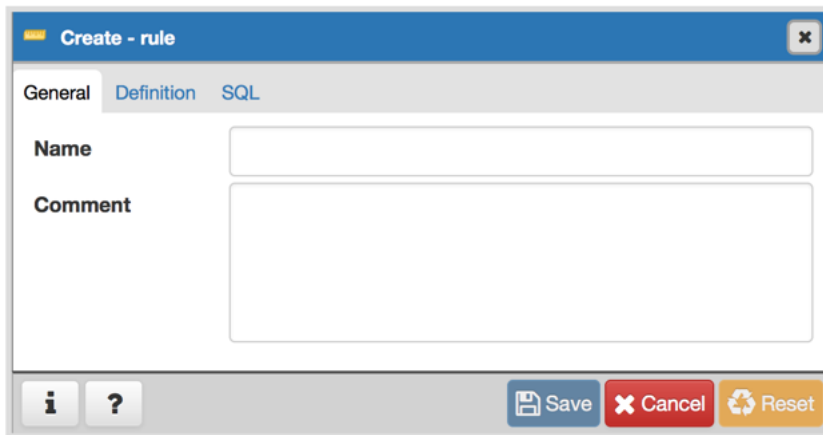 Create - rule
General Definition SQL
Name
Comment
i ? Save Cancel Reset